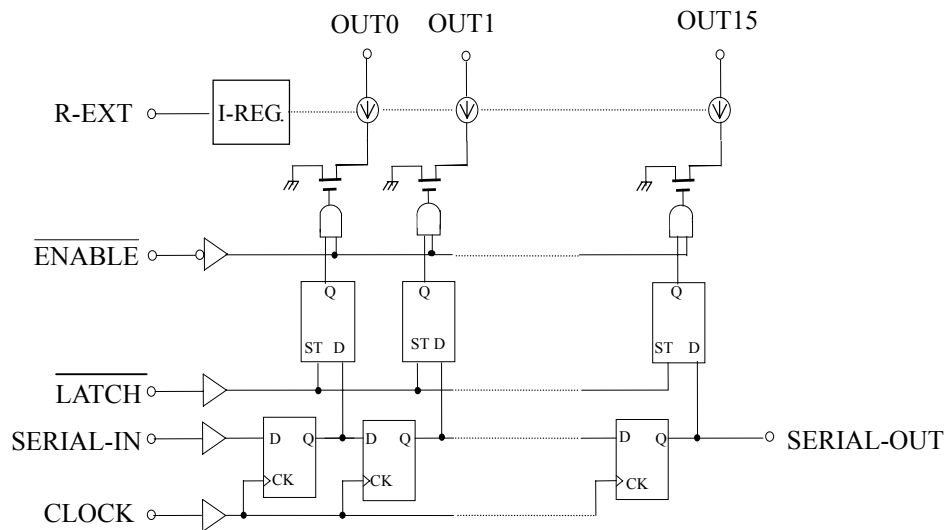 OUT0 OUT1 OUT15
R-EXT I-REG.
ENABLE
Q Q Q
ST D ST D ST D
LATCH
SERIAL-IN D Q D Q D Q SERIAL-OUT
CK CK CK
CLOCK